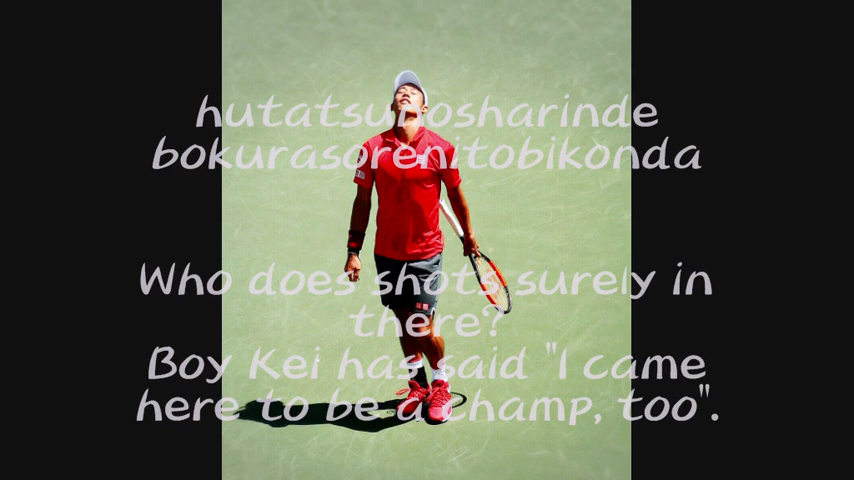 hutatsunosharinde
bokurasorenitobikonda
Who does shots surely in
there?
Boy Kei has said "I came
here to be a champ, too".